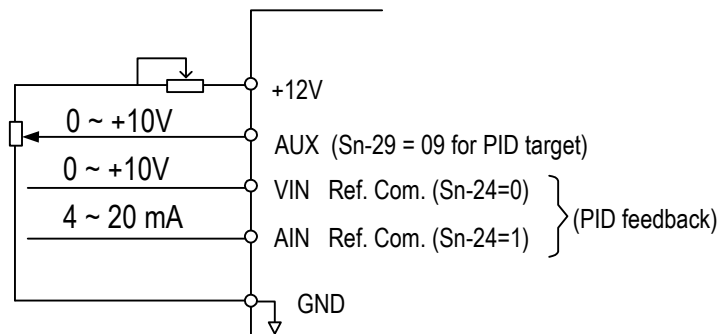 +12V
0 ~ +10V
AUX (Sn-29 = 09 for PID target)
0 ~ +10V
VIN Ref. Com. (Sn-24=0)
4 ~ 20 mA
AIN Ref. Com. (Sn-24=1)
(PID feedback)
GND